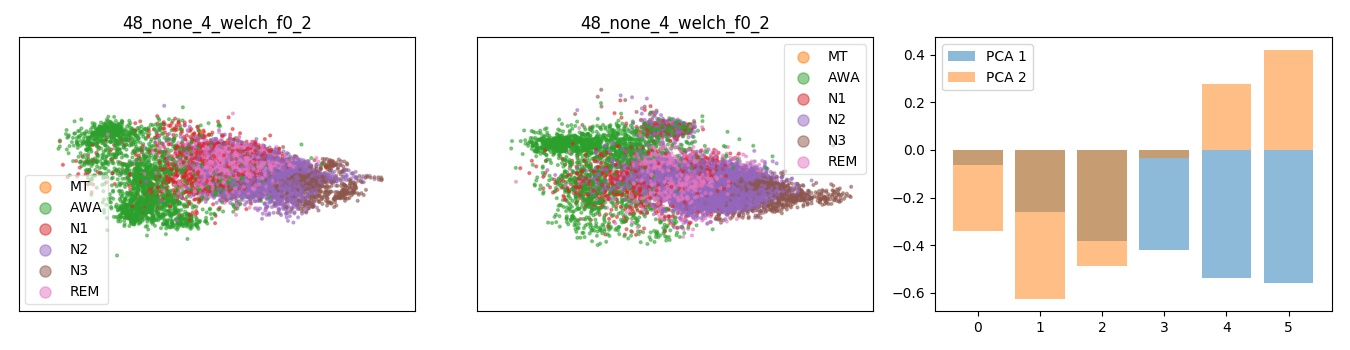 48_none_4_welch_f0_2
MT
AWA
N1
N2
N3
REM
48_none_4_welch_f0_2
MT
AWA
N1
N2
N3
REM
PCA 1
PCA 2
0.4
0.2
0.0
−0.2
−0.4
−0.6
0 1 2 3 4 5